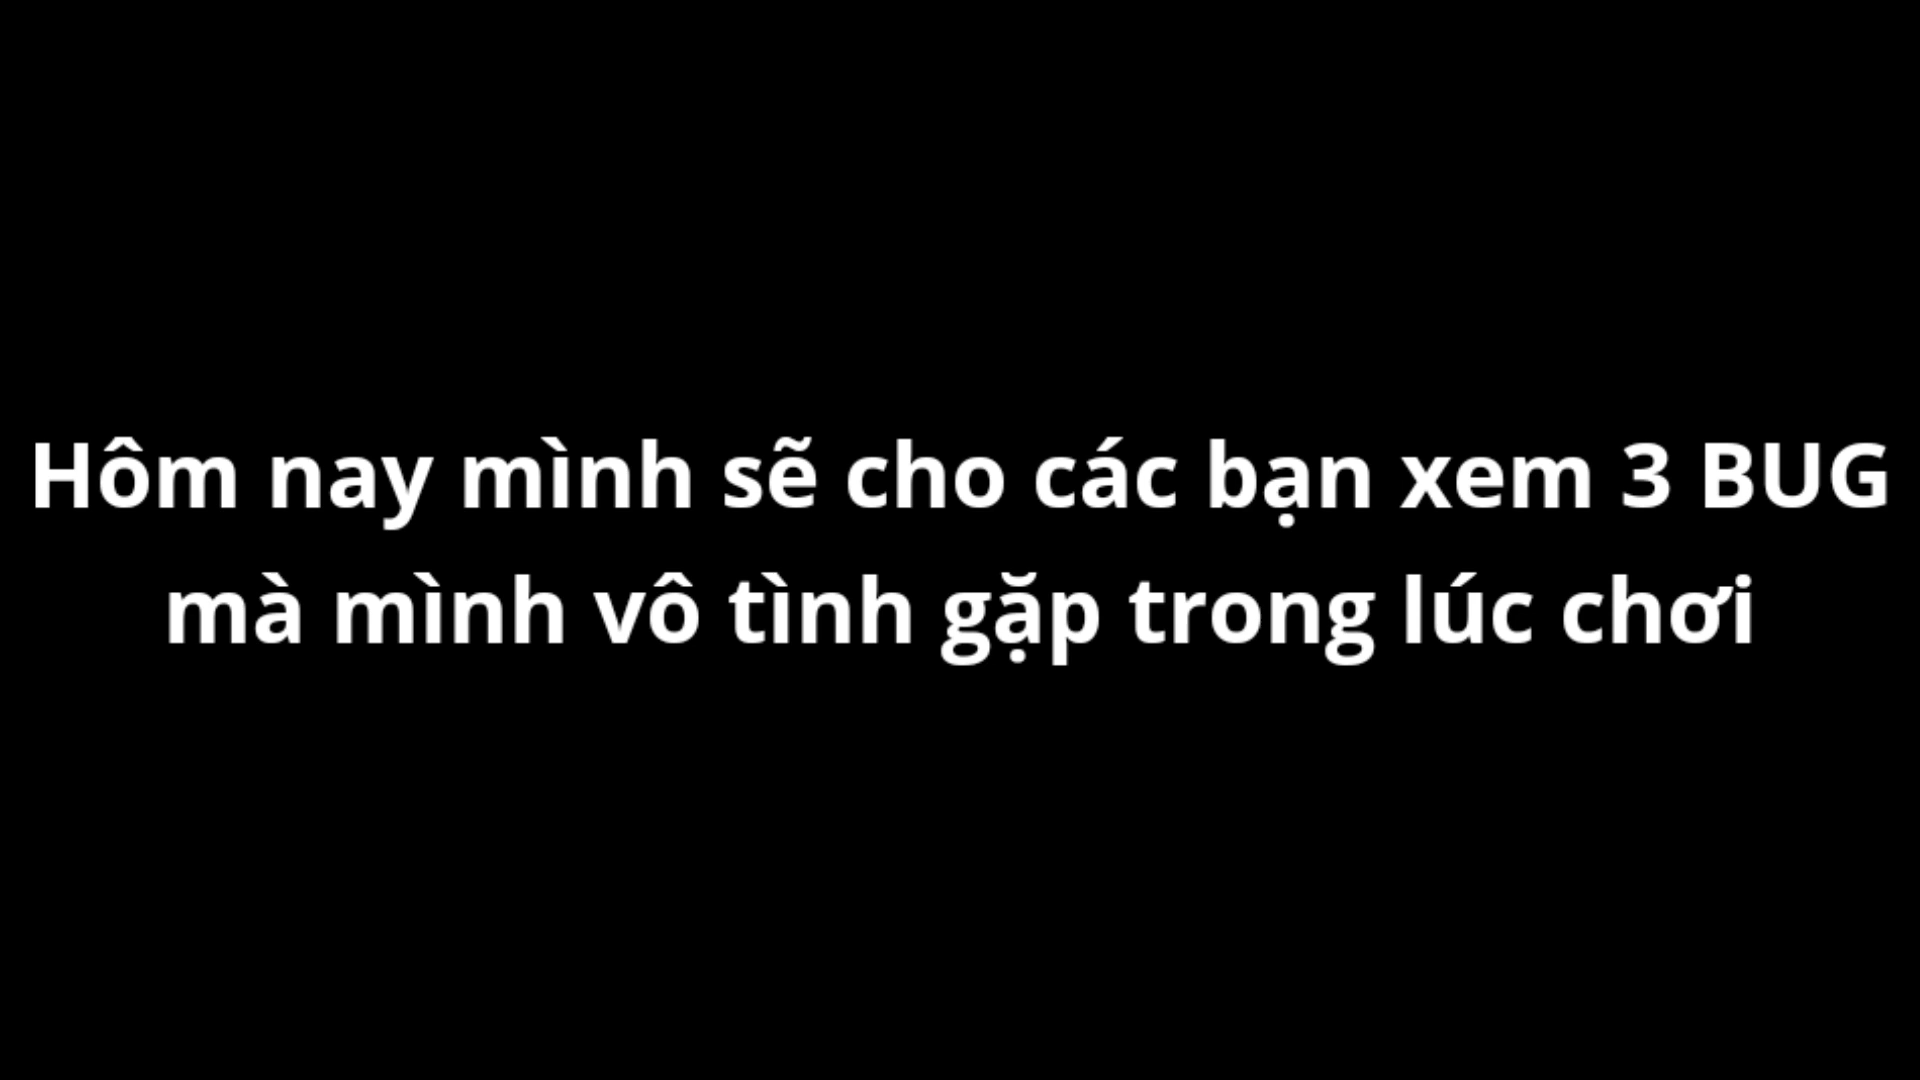 Hôm nay mình sẽ cho các bạn xem 3 BUG
mà mình vô tình gặp trong lúc chơi